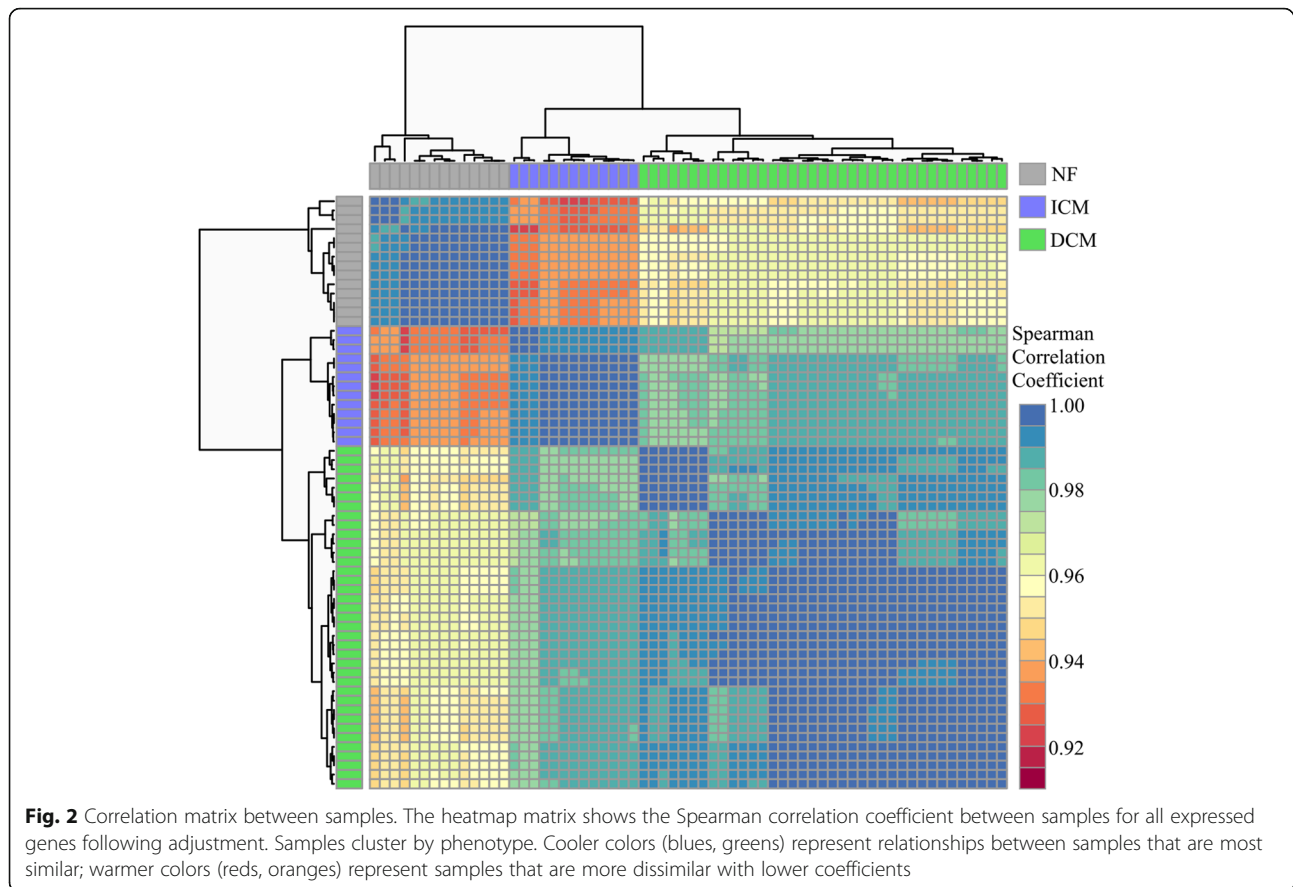 NF
ICM
DCM
Spearman
Correlation
Coefficient
1.00
0.98
0.96
0.94
0.92
Fig. 2 Correlation matrix between samples. The heatmap matrix shows the Spearman correlation coefficient between samples for all expressed
genes following adjustment. Samples cluster by phenotype. Cooler colors (blues, greens) represent relationships between samples that are most
similar; warmer colors (reds, oranges) represent samples that are more dissimilar with lower coefficients